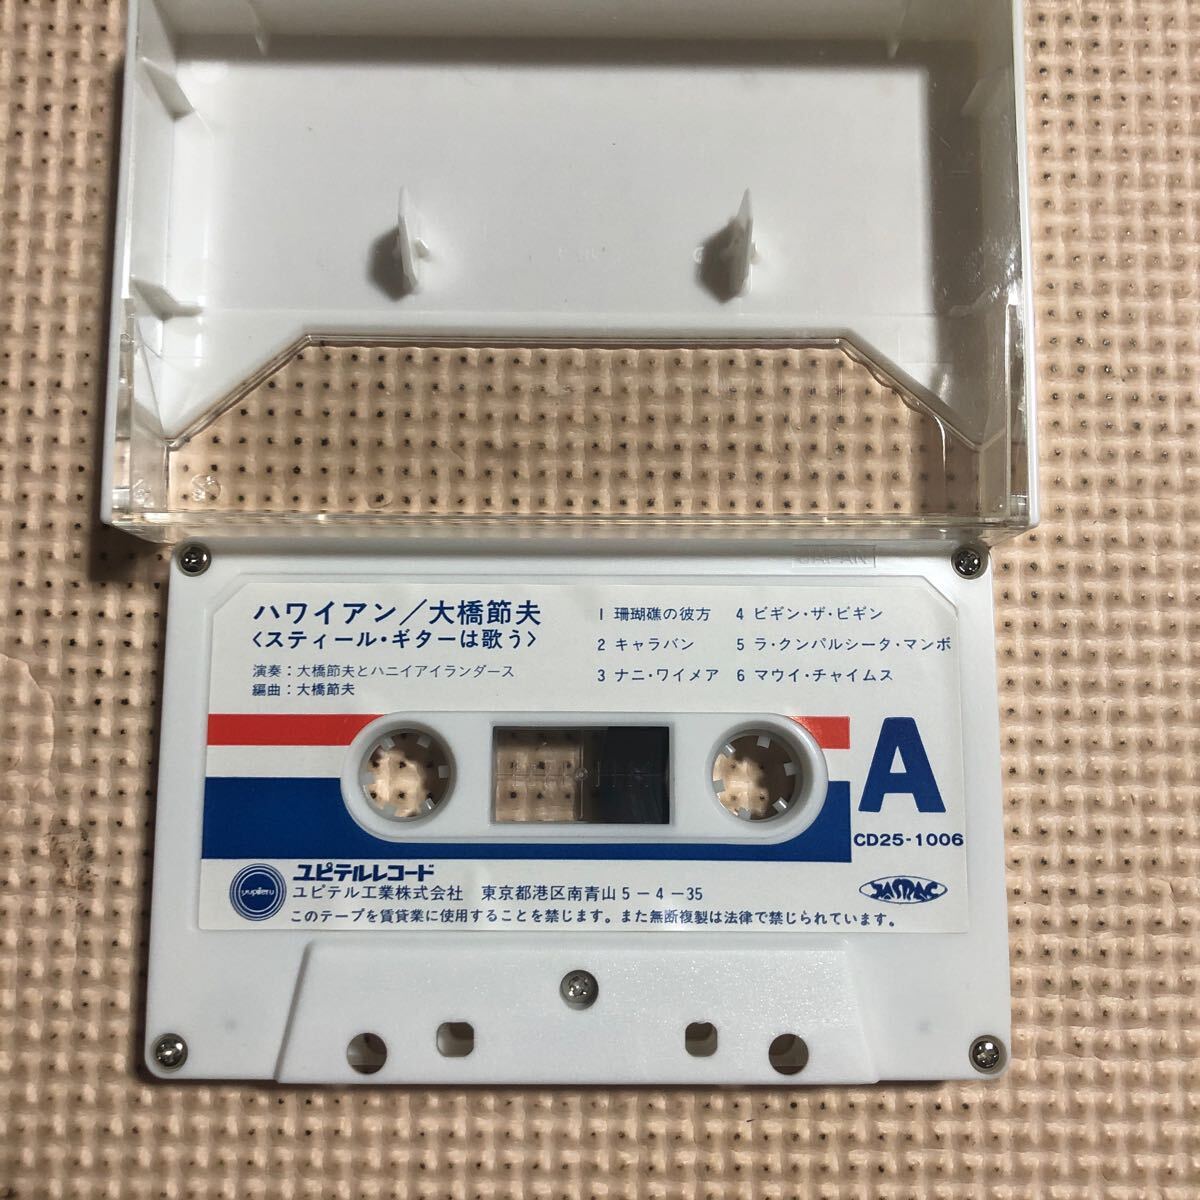 JAPAN
ハワイアン／大橋節夫
〈スティール・ギターは歌う〉
演奏：大橋節夫とハニイアイランダース
編曲：大橋節夫
1 珊瑚礁の彼方
2 キャラバン
3 ナニ・ワイメア
4 ビギン・ザ・ビギン
5 ラ・クンパルシータ・マンボ
6 マウイ・チャイムス
A
CD25-1006
yupiteru
ユピテルレコード
ユピテル工業株式会社 東京都港区南青山5－4－35
JASRAC
このテープを賃貸業に使用することを禁じます。また無断複製は法律で禁じられています。